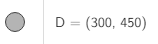 D = (300, 450)